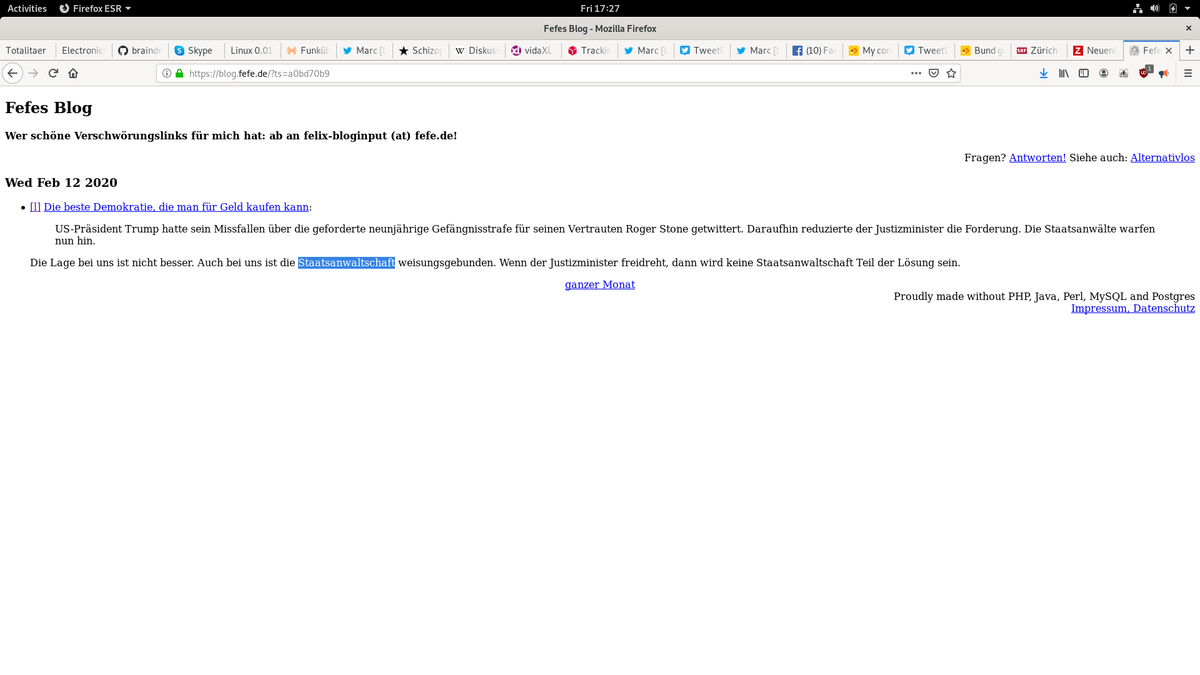 Activities Firefox ESR Fri 17:27
Fefes Blog - Mozilla Firefox
Totalitaer Electronic braind Skype Linux 0.01 Funkü Marc [ Schizo Diskus vidaXL Trackin Marc [ Tweet Marc [ (10) Fa My con Tweet Bund g Zürich Neuen Fefe
https://blog.fefe.de/?ts=a0bd70b9
Fefes Blog
Wer schöne Verschwörungslinks für mich hat: ab an felix-bloginput (at) fefe.de!
Fragen? Antworten! Siehe auch: Alternativlos
Wed Feb 12 2020
[l] Die beste Demokratie, die man für Geld kaufen kann:
US-Präsident Trump hatte sein Missfallen über die geforderte neunjährige Gefängnisstrafe für seinen Vertrauten Roger Stone getwittert. Daraufhin reduzierte der Justizminister die Forderung. Die Staatsanwälte warfen
nun hin.
Die Lage bei uns ist nicht besser. Auch bei uns ist die Staatsanwaltschaft weisungsgebunden. Wenn der Justizminister freidreht, dann wird keine Staatsanwaltschaft Teil der Lösung sein.
ganzer Monat
Proudly made without PHP, Java, Perl, MySQL and Postgres
Impressum, Datenschutz